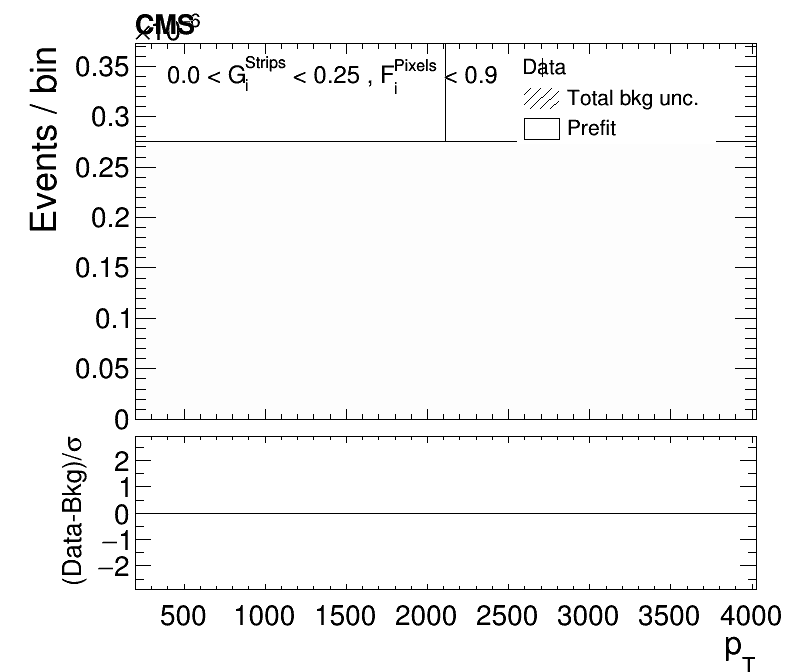 CMS
×10⁻⁶
Events / bin
0.35
0.3
0.25
0.2
0.15
0.1
0.05
0
0.0 < G_i^Strips < 0.25 , F_i^Pixels < 0.9
Data
Total bkg unc.
Prefit
(Data-Bkg)/σ
2
1
0
−1
−2
500 1000 1500 2000 2500 3000 3500 4000
p_T